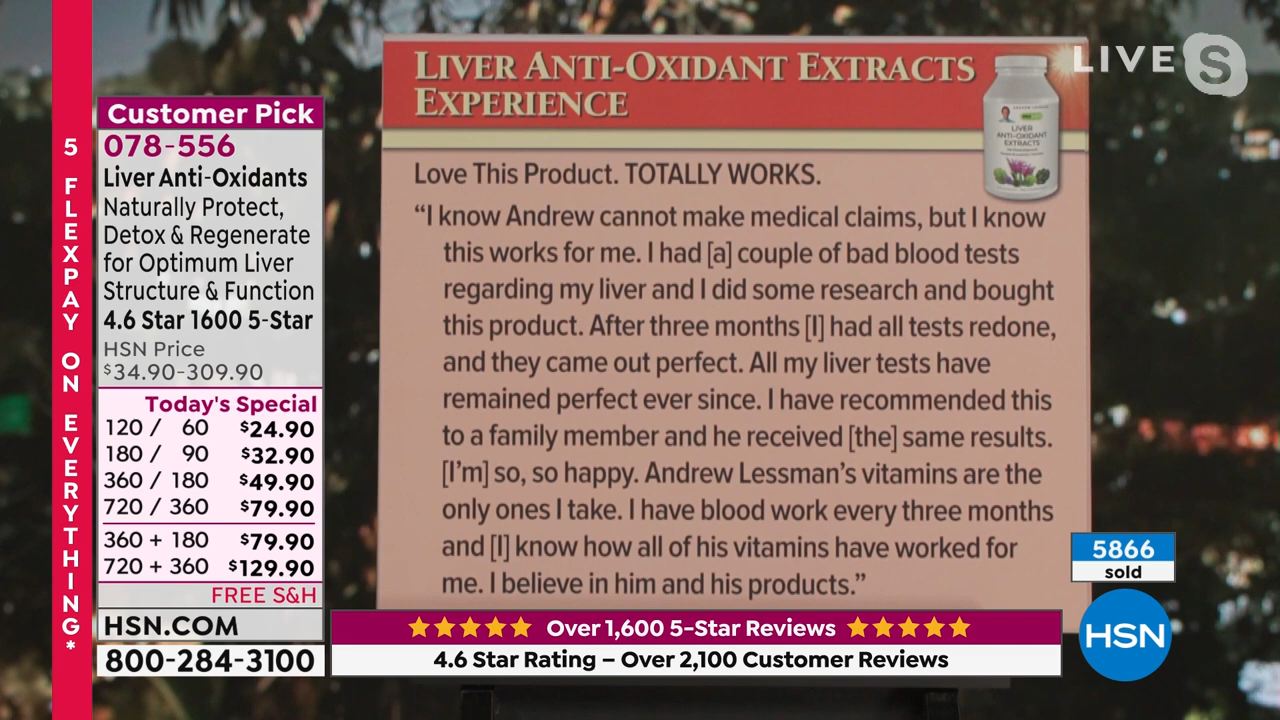 5 FLEXPAY ON EVERYTHING*
Customer Pick
078-556
Liver Anti-Oxidants
Naturally Protect,
Detox & Regenerate
for Optimum Liver
Structure & Function
4.6 Star 1600 5-Star
HSN Price
$34.90-309.90
Today's Special
120 / 60 $24.90
180 / 90 $32.90
360 / 180 $49.90
720 / 360 $79.90
360 + 180 $79.90
720 + 360 $129.90
FREE S&H
HSN.COM
800-284-3100
LIVER ANTI-OXIDANT EXTRACTS
EXPERIENCE
LIVER
ANTI-OXIDANT
EXTRACTS
LIVE S
Love This Product. TOTALLY WORKS.
“I know Andrew cannot make medical claims, but I know
this works for me. I had [a] couple of bad blood tests
regarding my liver and I did some research and bought
this product. After three months [I] had all tests redone,
and they came out perfect. All my liver tests have
remained perfect ever since. I have recommended this
to a family member and he received [the] same results.
[I’m] so, so happy. Andrew Lessman’s vitamins are the
only ones I take. I have blood work every three months
and [I] know how all of his vitamins have worked for
me. I believe in him and his products.”
5866
sold
HSN
Over 1,600 5-Star Reviews
4.6 Star Rating – Over 2,100 Customer Reviews